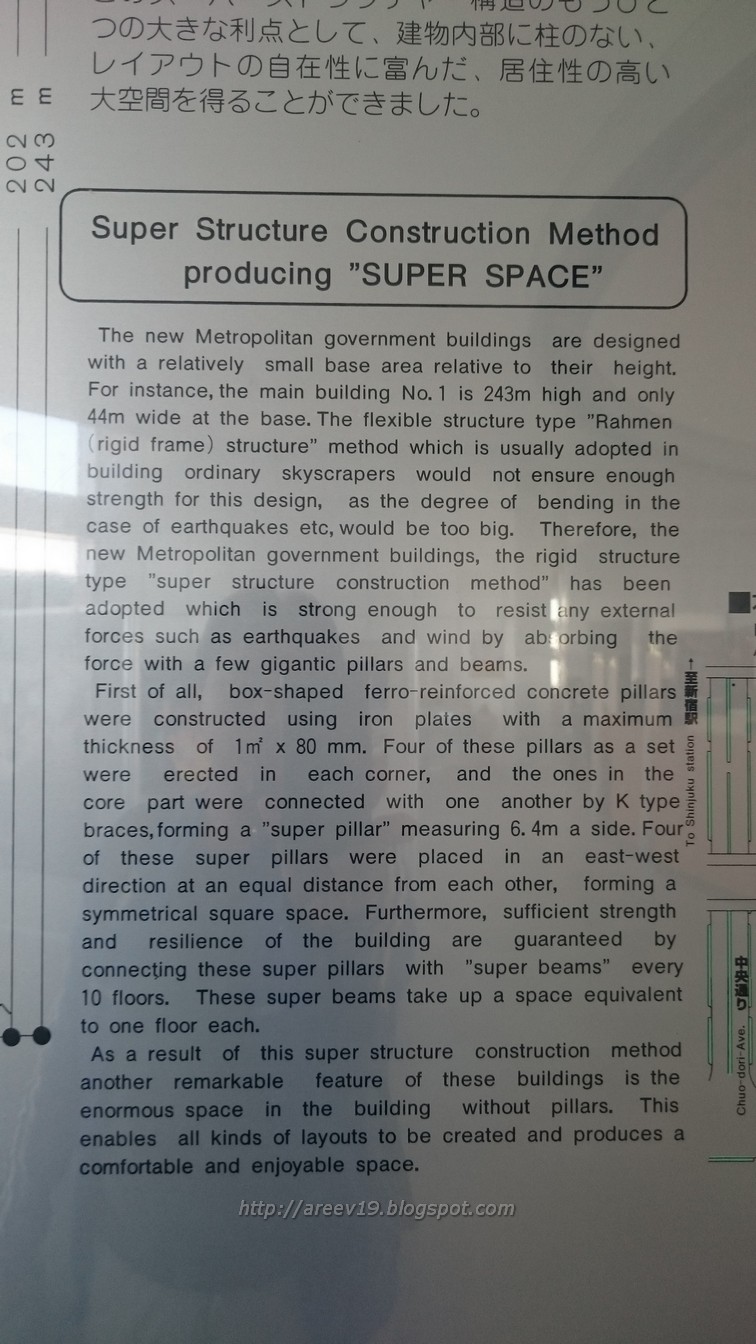 つの大きな利点として、建物内部に柱のない、
レイアウトの自在性に富んだ、居住性の高い
大空間を得ることができました。
202 m
243 m
Super Structure Construction Method
producing "SUPER SPACE"
The new Metropolitan government buildings are designed
with a relatively small base area relative to their height.
For instance, the main building No. 1 is 243m high and only
44m wide at the base. The flexible structure type "Rahmen
(rigid frame) structure" method which is usually adopted in
building ordinary skyscrapers would not ensure enough
strength for this design, as the degree of bending in the
case of earthquakes etc, would be too big. Therefore, the
new Metropolitan government buildings, the rigid structure
type "super structure construction method" has been
adopted which is strong enough to resist any external
forces such as earthquakes and wind by absorbing the
force with a few gigantic pillars and beams.
First of all, box-shaped ferro-reinforced concrete pillars
were constructed using iron plates with a maximum
thickness of 1㎡ x 80 mm. Four of these pillars as a set
were erected in each corner, and the ones in the
core part were connected with one another by K type
braces, forming a "super pillar" measuring 6.4m a side. Four
of these super pillars were placed in an east-west
direction at an equal distance from each other, forming a
symmetrical square space. Furthermore, sufficient strength
and resilience of the building are guaranteed by
connecting these super pillars with "super beams" every
10 floors. These super beams take up a space equivalent
to one floor each.
As a result of this super structure construction method
another remarkable feature of these buildings is the
enormous space in the building without pillars. This
enables all kinds of layouts to be created and produces a
comfortable and enjoyable space.
←至新宿駅
To Shinjuku station
中央通り
Chuo-dori-Ave.
http://areev19.blogspot.com